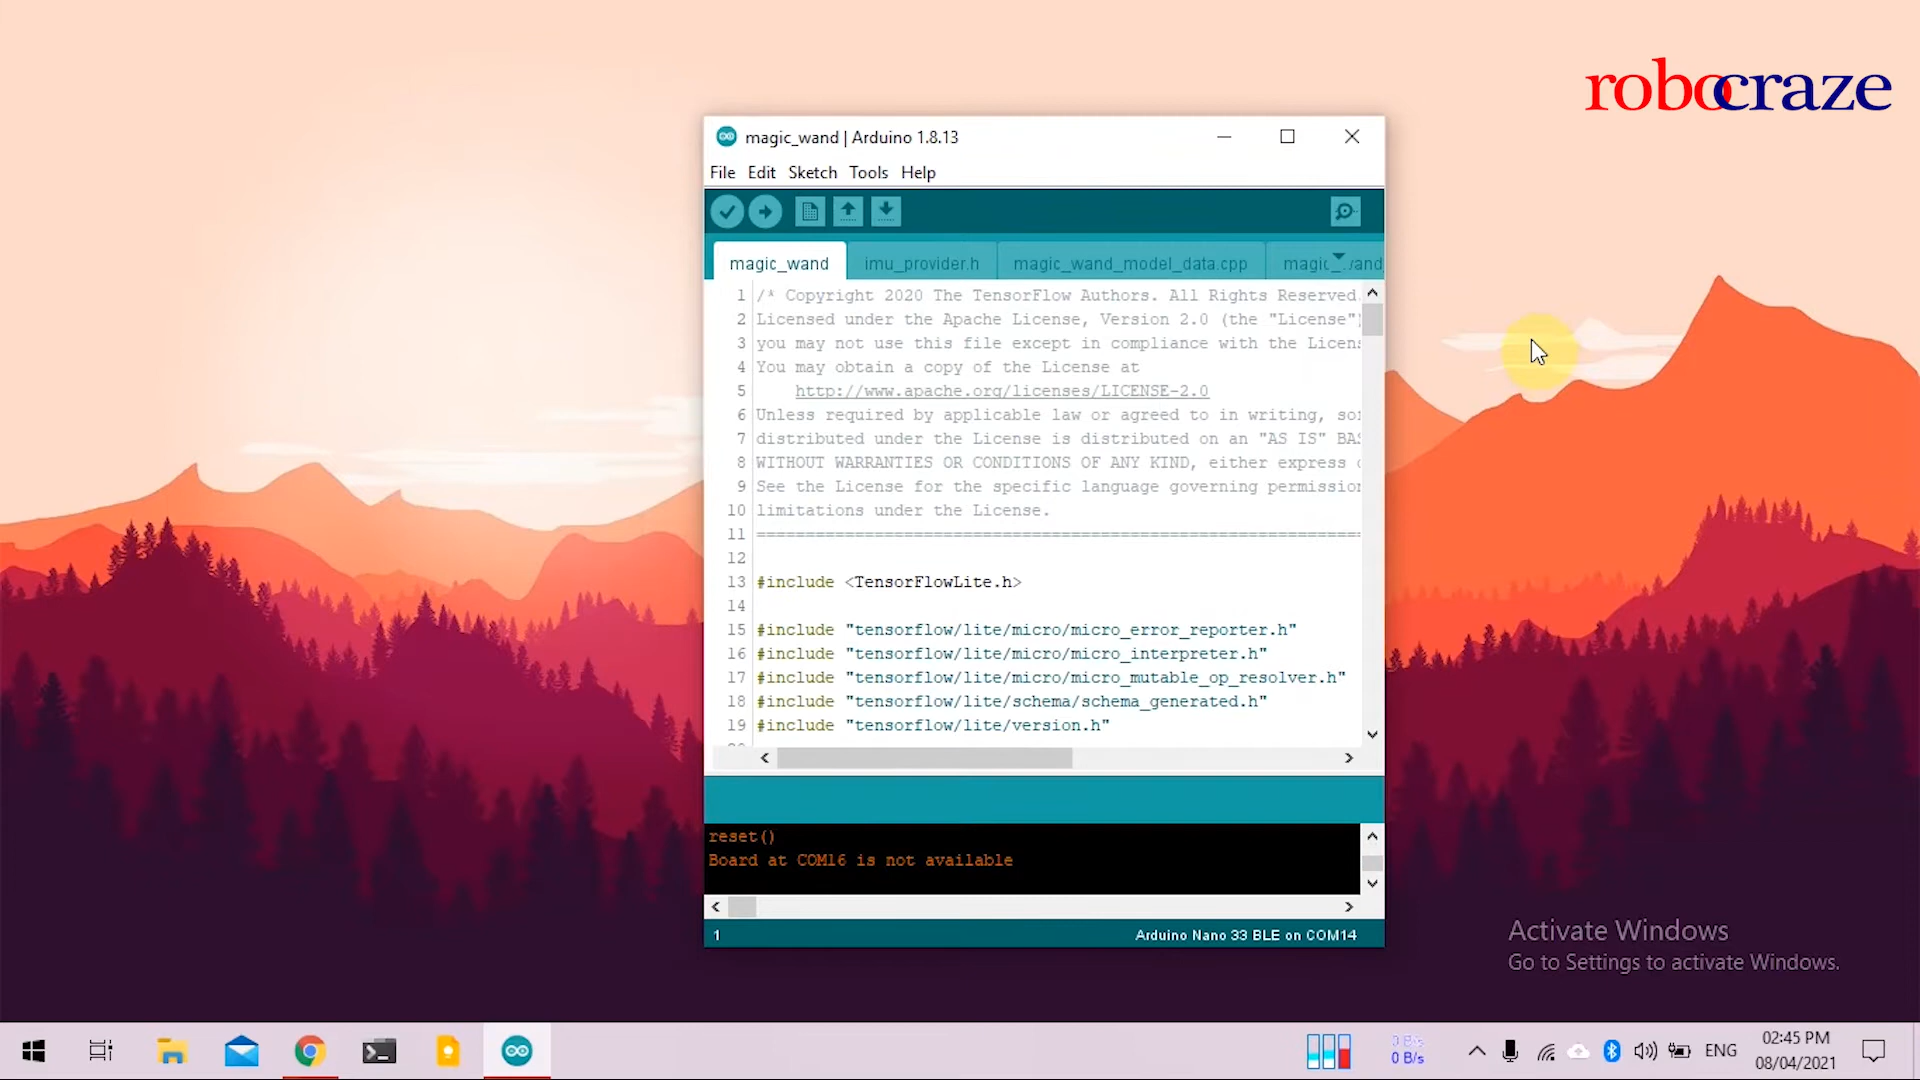 robocraze
magic_wand | Arduino 1.8.13
File Edit Sketch Tools Help
magic_wand imu_provider.h magic_wand_model_data.cpp magic_wand
1 /* Copyright 2020 The TensorFlow Authors. All Rights Reserved.
2 Licensed under the Apache License, Version 2.0 (the "License")
3 you may not use this file except in compliance with the Licens
4 You may obtain a copy of the License at
5 http://www.apache.org/licenses/LICENSE-2.0
6 Unless required by applicable law or agreed to in writing, sof
7 distributed under the License is distributed on an "AS IS" BAS
8 WITHOUT WARRANTIES OR CONDITIONS OF ANY KIND, either express o
9 See the License for the specific language governing permission
10 limitations under the License.
11 ==============================================================
12
13 #include <TensorFlowLite.h>
14
15 #include "tensorflow/lite/micro/micro_error_reporter.h"
16 #include "tensorflow/lite/micro/micro_interpreter.h"
17 #include "tensorflow/lite/micro/micro_mutable_op_resolver.h"
18 #include "tensorflow/lite/schema/schema_generated.h"
19 #include "tensorflow/lite/version.h"
reset()
Board at COM16 is not available
1 Arduino Nano 33 BLE on COM14
Activate Windows
Go to Settings to activate Windows.
0 B/s
0 B/s
ENG
02:45 PM
08/04/2021